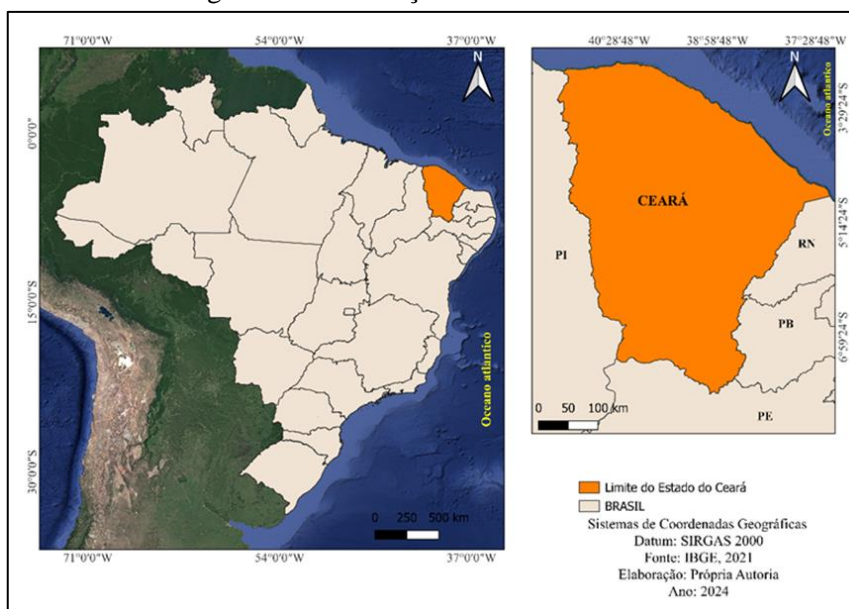 71°0'0"W 54°0'0"W 37°0'0"W
N
0°0'0"
15°0'0"S
30°0'0"S
Oceano atlantico
0 250 500 km
71°0'0"W 54°0'0"W 37°0'0"W
40°28'48"W 38°58'48"W 37°28'48"W
N
Oceano atlantico
3°29'24"S
5°14'24"S
6°59'24"S
CEARÁ
PI
RN
PB
PE
0 50 100 km
Limite do Estado do Ceará
BRASIL
Sistemas de Coordenadas Geográficas
Datum: SIRGAS 2000
Fonte: IBGE, 2021
Elaboração: Própria Autoria
Ano: 2024